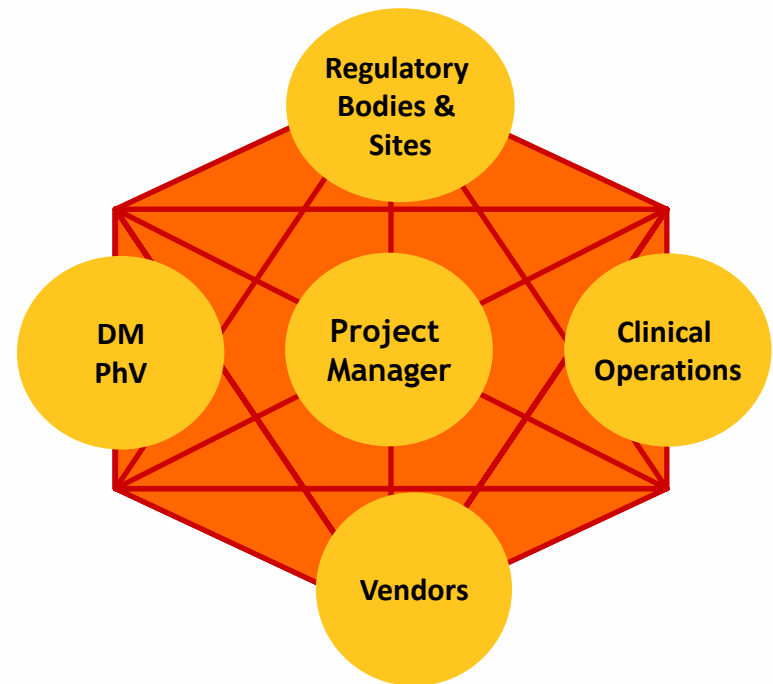 Regulatory
Bodies &
Sites
DM
PhV
Project
Manager
Clinical
Operations
Vendors